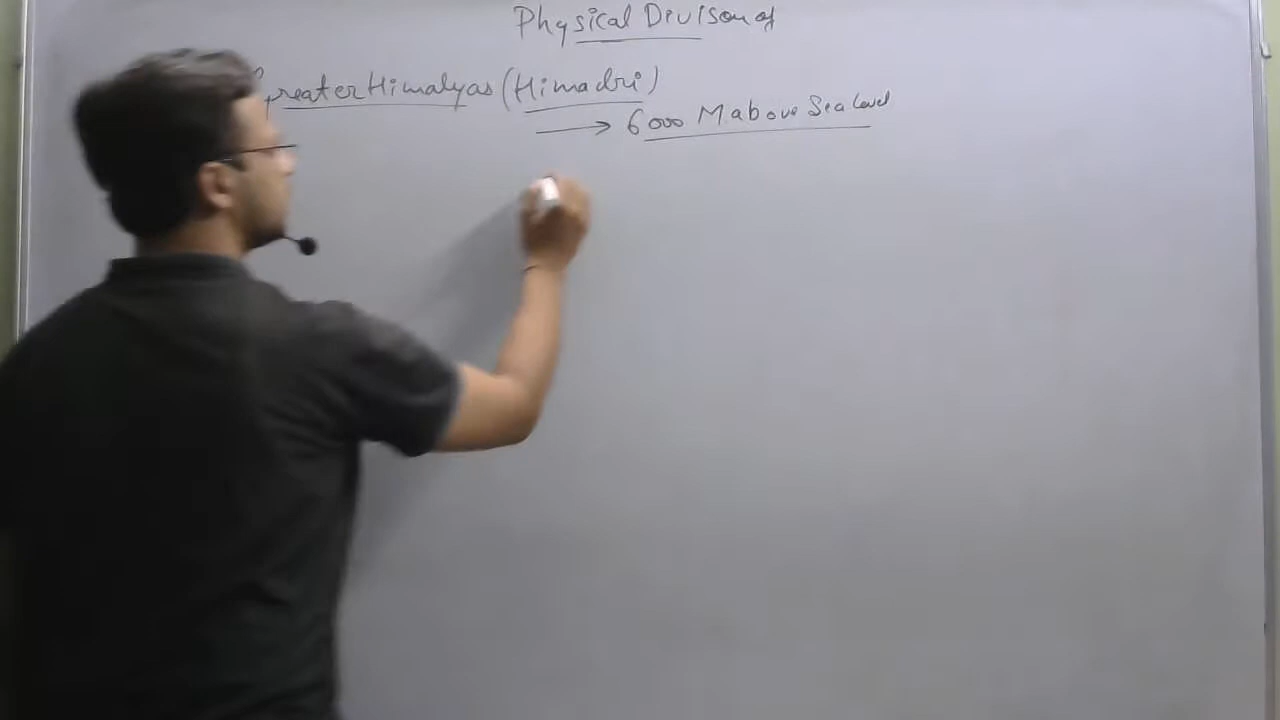 Physical Divison of
Greater Himalyas (Himadri)
→ 6000 M above Sea Level